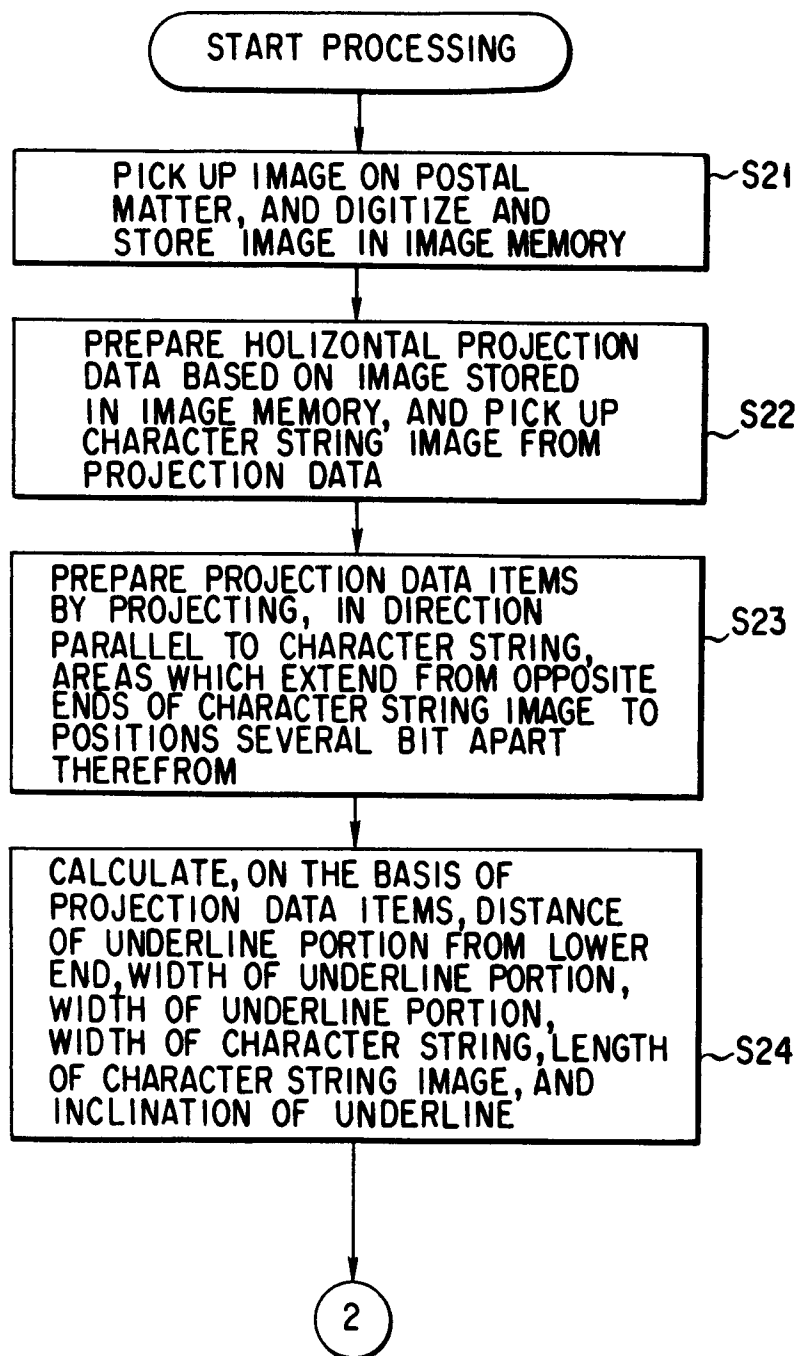 START PROCESSING
PICK UP IMAGE ON POSTAL
MATTER, AND DIGITIZE AND
STORE IMAGE IN IMAGE MEMORY
~S21
PREPARE HOLIZONTAL PROJECTION
DATA BASED ON IMAGE STORED
IN IMAGE MEMORY, AND PICK UP
CHARACTER STRING IMAGE FROM
PROJECTION DATA
~S22
PREPARE PROJECTION DATA ITEMS
BY PROJECTING, IN DIRECTION
PARALLEL TO CHARACTER STRING,
AREAS WHICH EXTEND FROM OPPOSITE
ENDS OF CHARACTER STRING IMAGE TO
POSITIONS SEVERAL BIT APART
THEREFROM
~S23
CALCULATE, ON THE BASIS OF
PROJECTION DATA ITEMS, DISTANCE
OF UNDERLINE PORTION FROM LOWER
END, WIDTH OF UNDERLINE PORTION,
WIDTH OF UNDERLINE PORTION,
WIDTH OF CHARACTER STRING, LENGTH
OF CHARACTER STRING IMAGE, AND
INCLINATION OF UNDERLINE
~S24
2